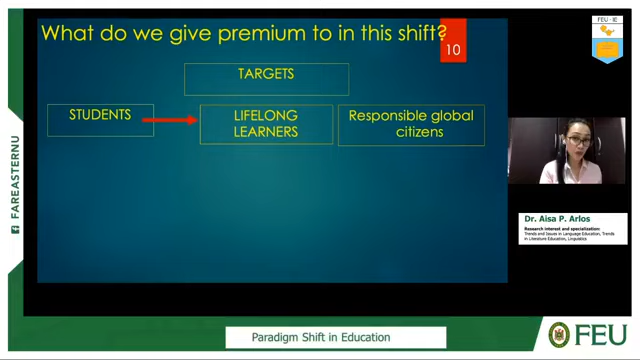 What do we give premium to in this shift?
10
FEU - IE
TARGETS
STUDENTS
LIFELONG
LEARNERS
Responsible global
citizens
FAREASTERNU
Dr. Aisa P. Arlos
Research interest and specialization:
Trends and Issues in Language Education, Trends
in Literature Education, Linguistics
Paradigm Shift in Education
FEU